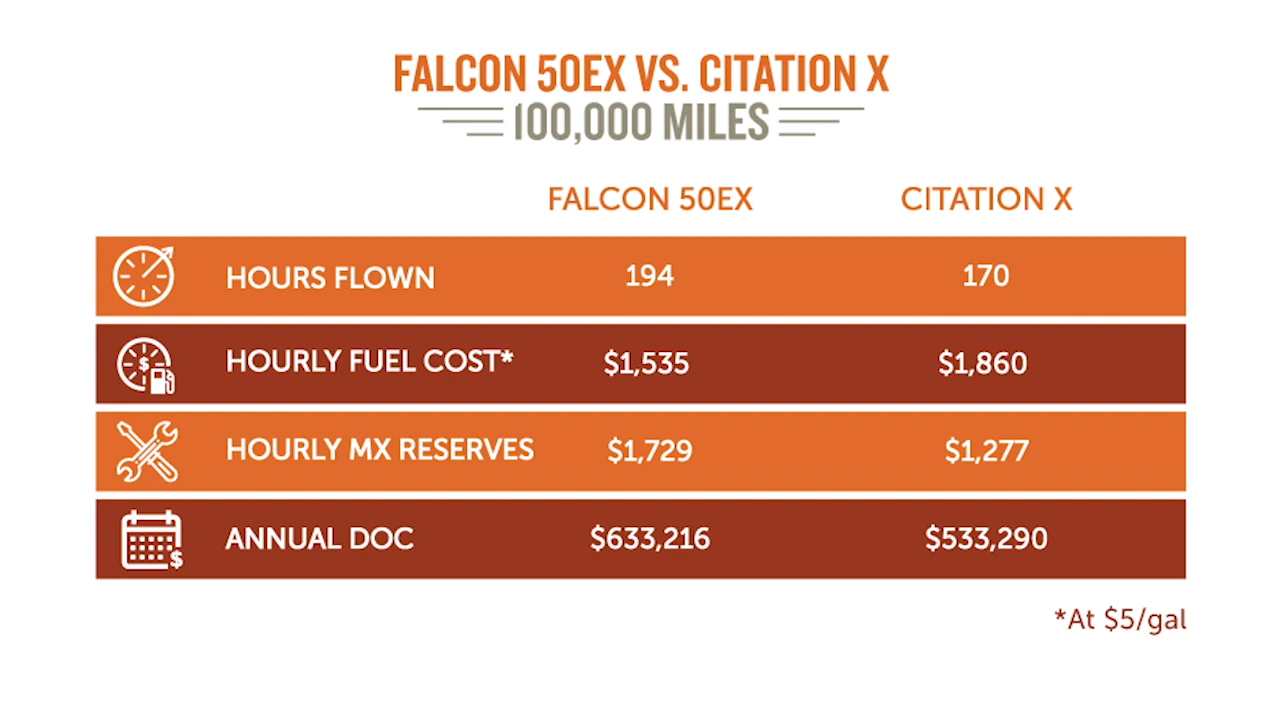 FALCON 50EX VS. CITATION X
100,000 MILES
FALCON 50EX CITATION X
HOURS FLOWN 194 170
$
HOURLY FUEL COST* $1,535 $1,860
HOURLY MX RESERVES $1,729 $1,277
ANNUAL DOC $633,216 $533,290
$
*At $5/gal